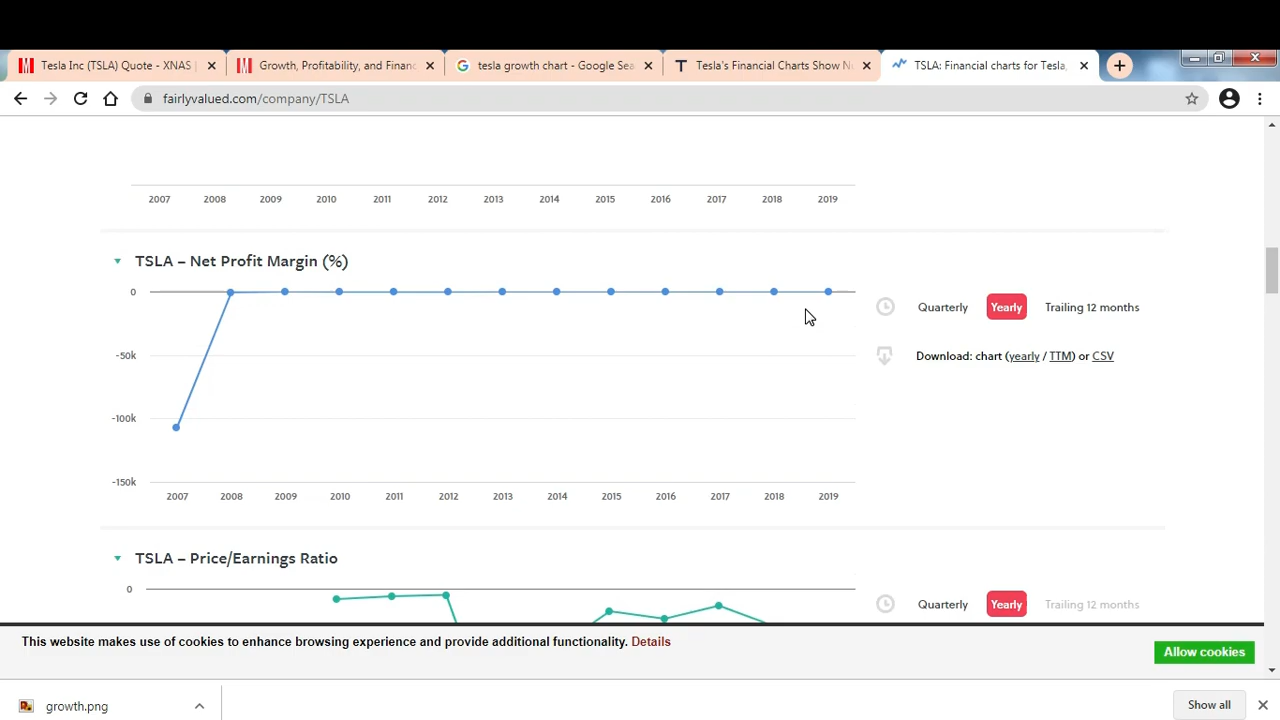 Tesla Inc (TSLA) Quote - XNAS
Growth, Profitability, and Financ
tesla growth chart - Google Sea
Tesla's Financial Charts Show N
TSLA: Financial charts for Tesla,
fairlyvalued.com/company/TSLA
2007 2008 2009 2010 2011 2012 2013 2014 2015 2016 2017 2018 2019
TSLA – Net Profit Margin (%)
0
-50k
-100k
-150k
2007 2008 2009 2010 2011 2012 2013 2014 2015 2016 2017 2018 2019
Quarterly Yearly Trailing 12 months
Download: chart (yearly / TTM) or CSV
TSLA – Price/Earnings Ratio
0
Quarterly Yearly Trailing 12 months
This website makes use of cookies to enhance browsing experience and provide additional functionality. Details
Allow cookies
growth.png
Show all